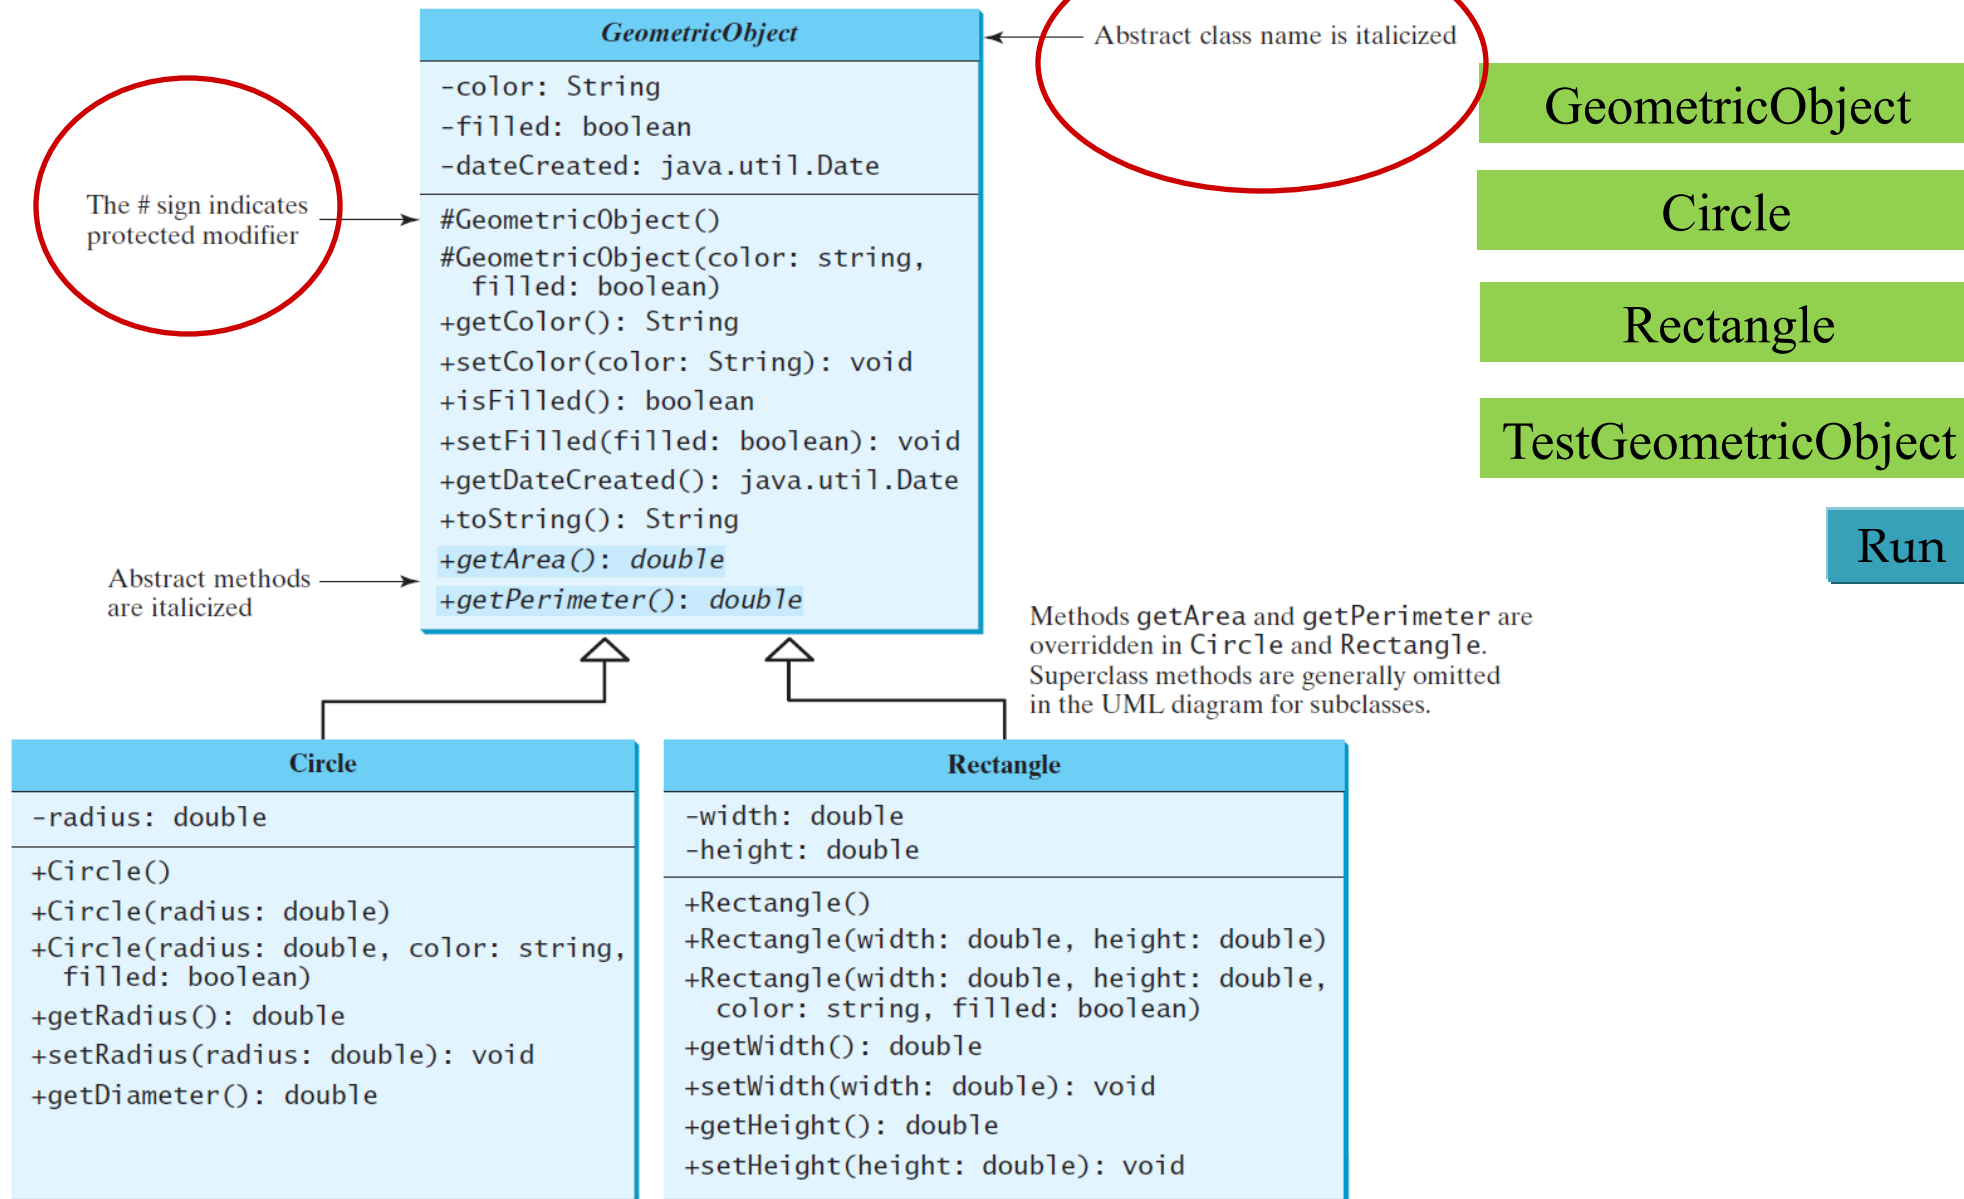 GeometricObject
Abstract class name is italicized
-color: String
-filled: boolean
-dateCreated: java.util.Date
The # sign indicates
protected modifier
#GeometricObject()
#GeometricObject(color: string,
filled: boolean)
+getColor(): String
+setColor(color: String): void
+isFilled(): boolean
+setFilled(filled: boolean): void
+getDateCreated(): java.util.Date
+toString(): String
+getArea(): double
+getPerimeter(): double
Abstract methods
are italicized
Methods getArea and getPerimeter are
overridden in Circle and Rectangle.
Superclass methods are generally omitted
in the UML diagram for subclasses.
Circle
-radius: double
+Circle()
+Circle(radius: double)
+Circle(radius: double, color: string,
filled: boolean)
+getRadius(): double
+setRadius(radius: double): void
+getDiameter(): double
Rectangle
-width: double
-height: double
+Rectangle()
+Rectangle(width: double, height: double)
+Rectangle(width: double, height: double,
color: string, filled: boolean)
+getWidth(): double
+setWidth(width: double): void
+getHeight(): double
+setHeight(height: double): void
GeometricObject
Circle
Rectangle
TestGeometricObject
Run